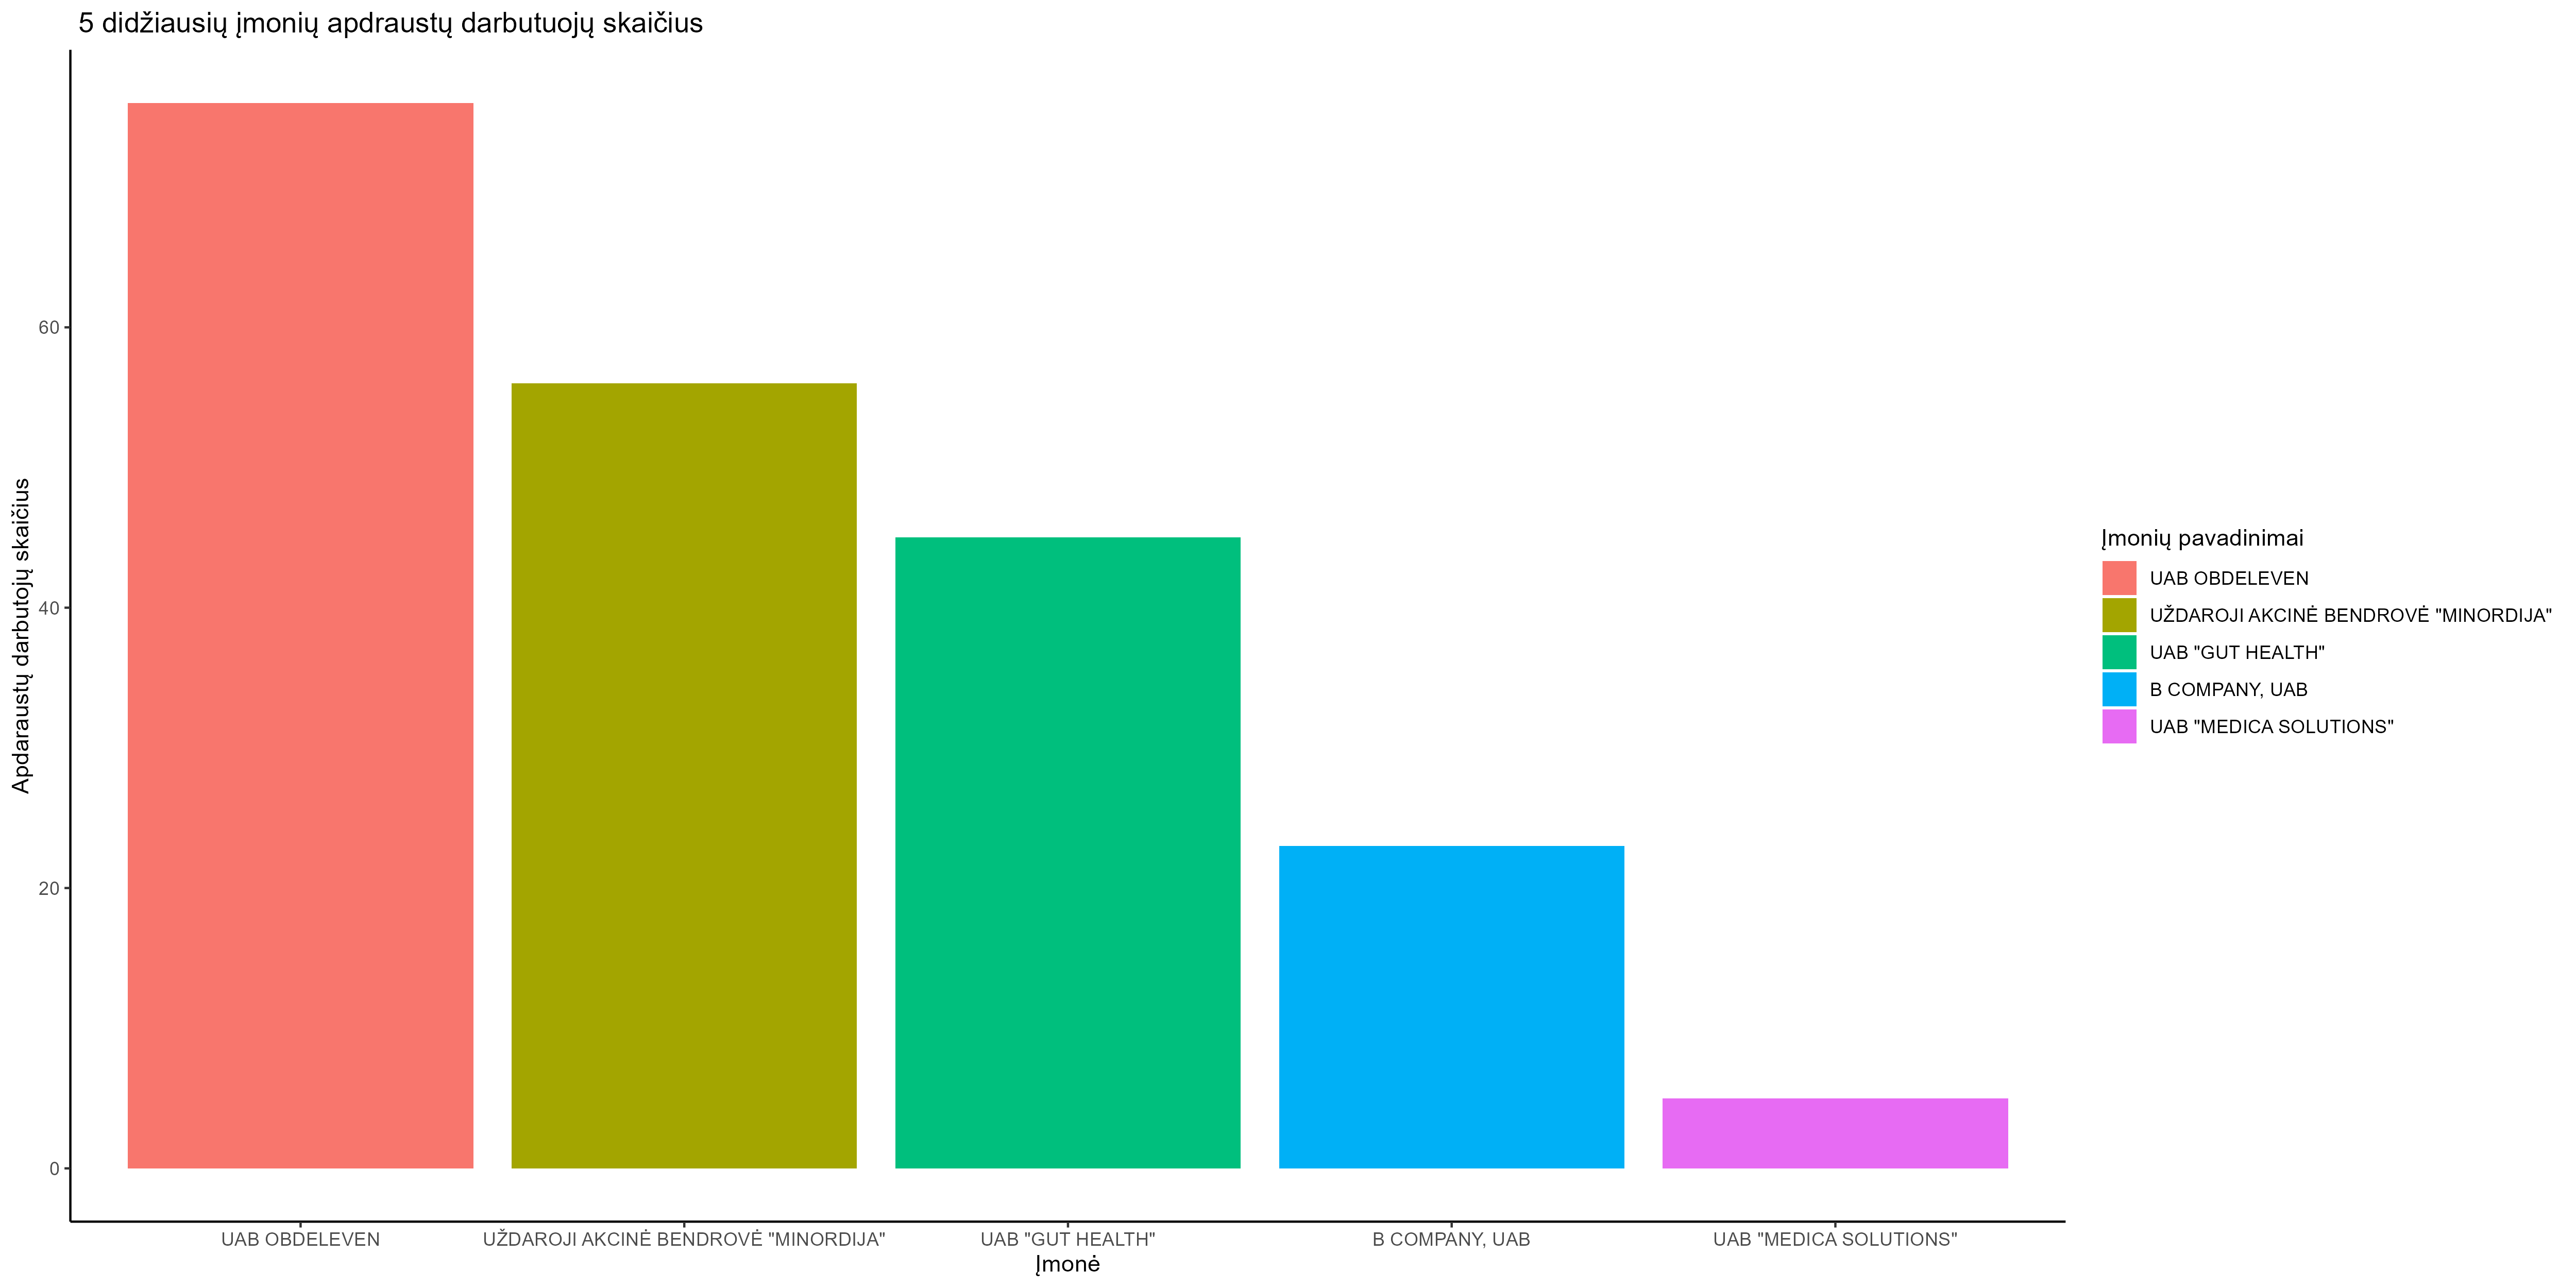 5 didžiausių įmonių apdraustų darbutuojų skaičius
Apdaraustų darbutojų skaičius
60
40
20
0
UAB OBDELEVEN
UŽDAROJI AKCINĖ BENDROVĖ "MINORDIJA"
UAB "GUT HEALTH"
B COMPANY, UAB
UAB "MEDICA SOLUTIONS"
Įmonė
Įmonių pavadinimai
UAB OBDELEVEN
UŽDAROJI AKCINĖ BENDROVĖ "MINORDIJA"
UAB "GUT HEALTH"
B COMPANY, UAB
UAB "MEDICA SOLUTIONS"